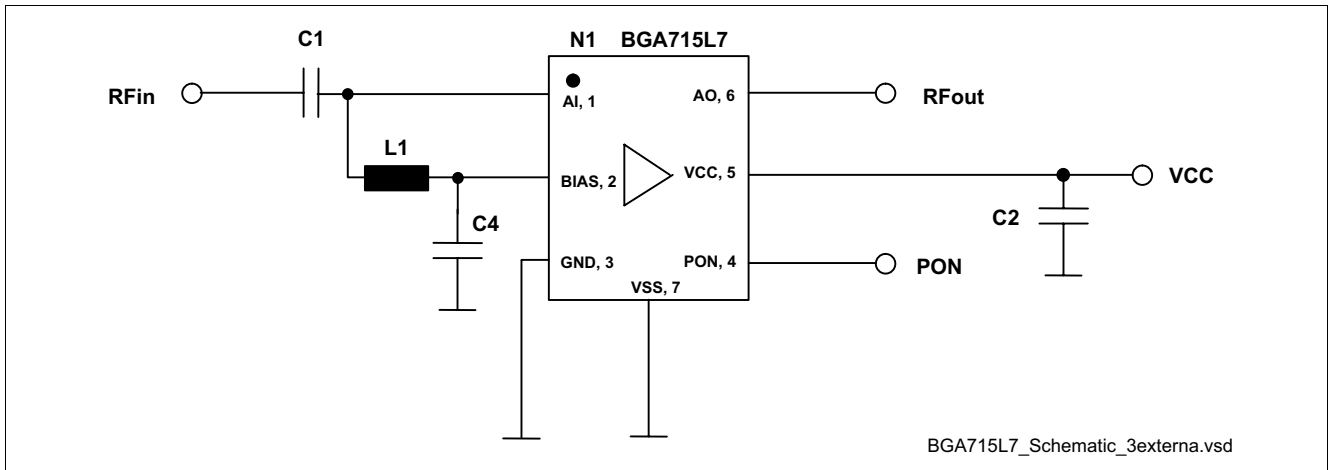 C1
N1 BGA715L7
RFin
AI, 1
AO, 6
RFout
L1
BIAS, 2
VCC, 5
VCC
C4
C2
GND, 3
PON, 4
PON
VSS, 7
BGA715L7_Schematic_3externa.vsd